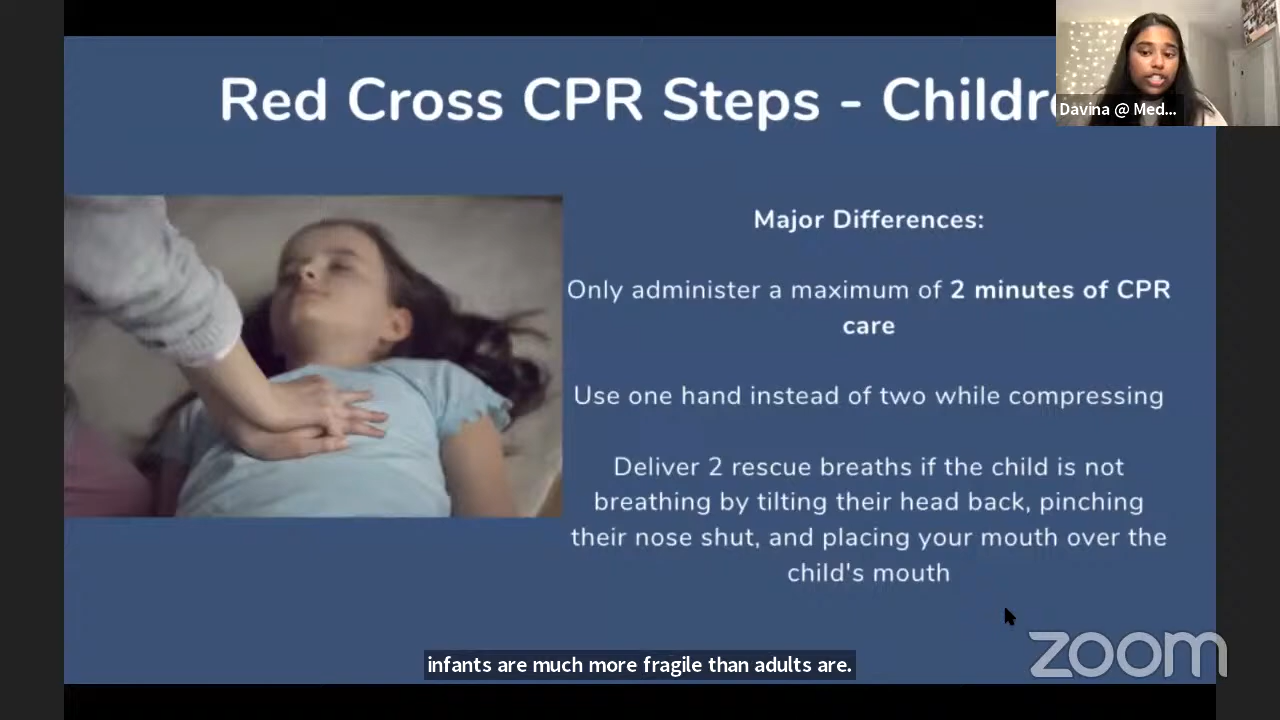 Red Cross CPR Steps - Childre
Davina @ Med...
Major Differences:
Only administer a maximum of 2 minutes of CPR
care
Use one hand instead of two while compressing
Deliver 2 rescue breaths if the child is not
breathing by tilting their head back, pinching
their nose shut, and placing your mouth over the
child's mouth
infants are much more fragile than adults are.
zoom